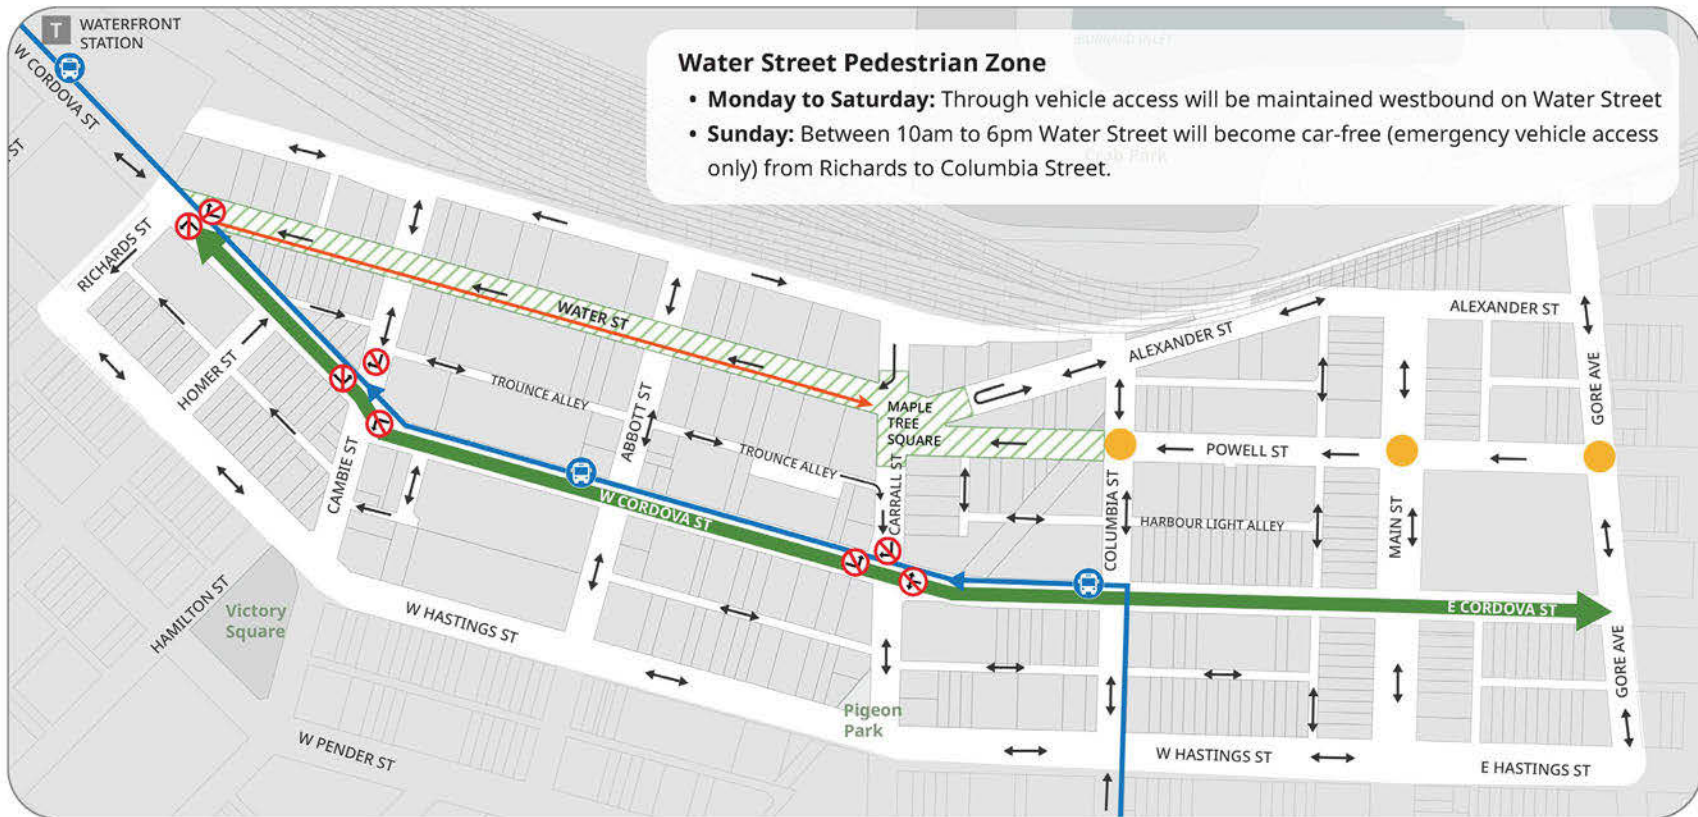 T
WATERFRONT
STATION
W CORDOVA ST
BURRARD INLET
Water Street Pedestrian Zone
• Monday to Saturday: Through vehicle access will be maintained westbound on Water Street
• Sunday: Between 10am to 6pm Water Street will become car-free (emergency vehicle access
only) from Richards to Columbia Street.
Crab Park
ST
RICHARDS ST
WATER ST
ALEXANDER ST
ALEXANDER ST
HOMER ST
TROUNCE ALLEY
ABBOTT ST
MAPLE
TREE
SQUARE
GORE AVE
TROUNCE ALLEY
POWELL ST
CAMBIE ST
W CORDOVA ST
CARRALL ST
COLUMBIA ST
HARBOUR LIGHT ALLEY
MAIN ST
HAMILTON ST
Victory
Square
W HASTINGS ST
E CORDOVA ST
GORE AVE
Pigeon
Park
W PENDER ST
W HASTINGS ST
E HASTINGS ST